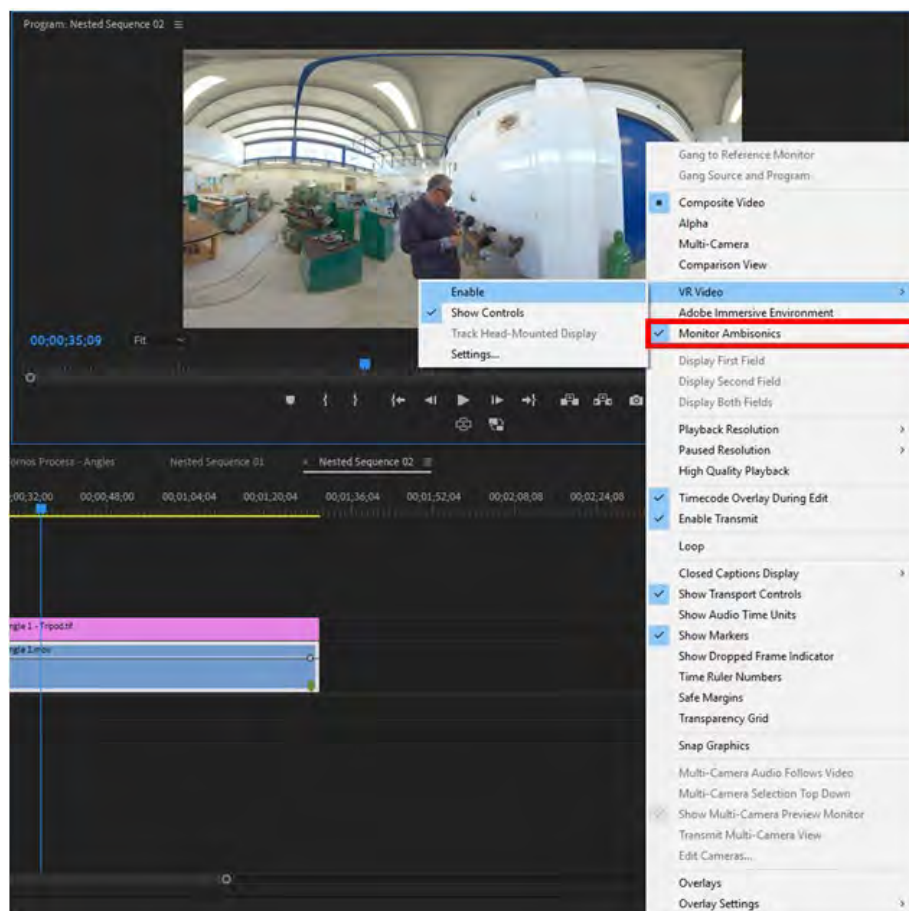 Program: Nested Sequence 02
Gang to Reference Monitor
Gang Source and Program
Composite Video
Alpha
Multi-Camera
Comparison View
VR Video
Adobe Immersive Environment
Monitor Ambisonics
Display First Field
Display Second Field
Display Both Fields
Playback Resolution
Paused Resolution
High Quality Playback
Timecode Overlay During Edit
Enable Transmit
Loop
Closed Captions Display
Show Transport Controls
Show Audio Time Units
Show Markers
Show Dropped Frame Indicator
Time Ruler Numbers
Safe Margins
Transparency Grid
Snap Graphics
Multi-Camera Audio Follows Video
Multi-Camera Selection Top Down
Show Multi-Camera Preview Monitor
Transmit Multi-Camera View
Edit Cameras...
Overlays
Overlay Settings
Enable
Show Controls
Track Head-Mounted Display
Settings...
00;00;35;09 Fit
ornos Process - Angles Nested Sequence 01 × Nested Sequence 02
;00;32;00 00;00;48;00 00;01;04;04 00;01;20;04 00;01;36;04 00;01;52;04 00;02;08;08 00;02;24;08
ngle 1 - Tripod.tif
ngle 1.mov